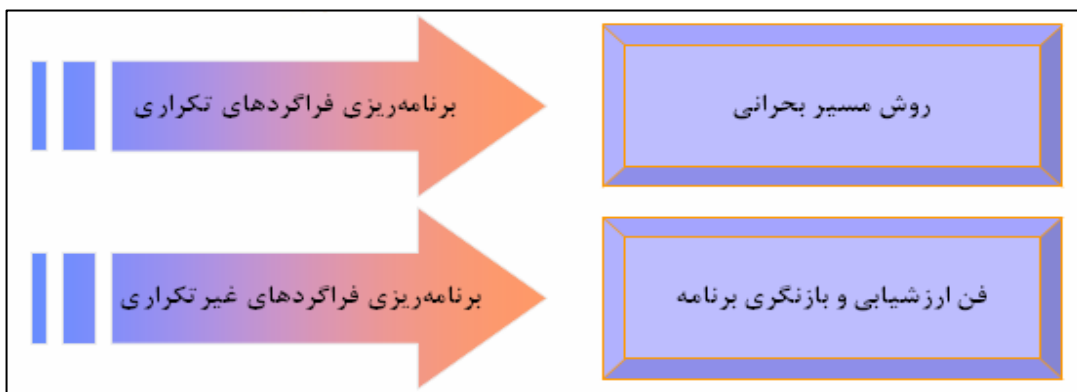 روش مسیر بحرانی
برنامه‌ریزی فراگردهای تکراری
فن ارزشیابی و بازنگری برنامه
برنامه‌ریزی فراگردهای غیرتکراری